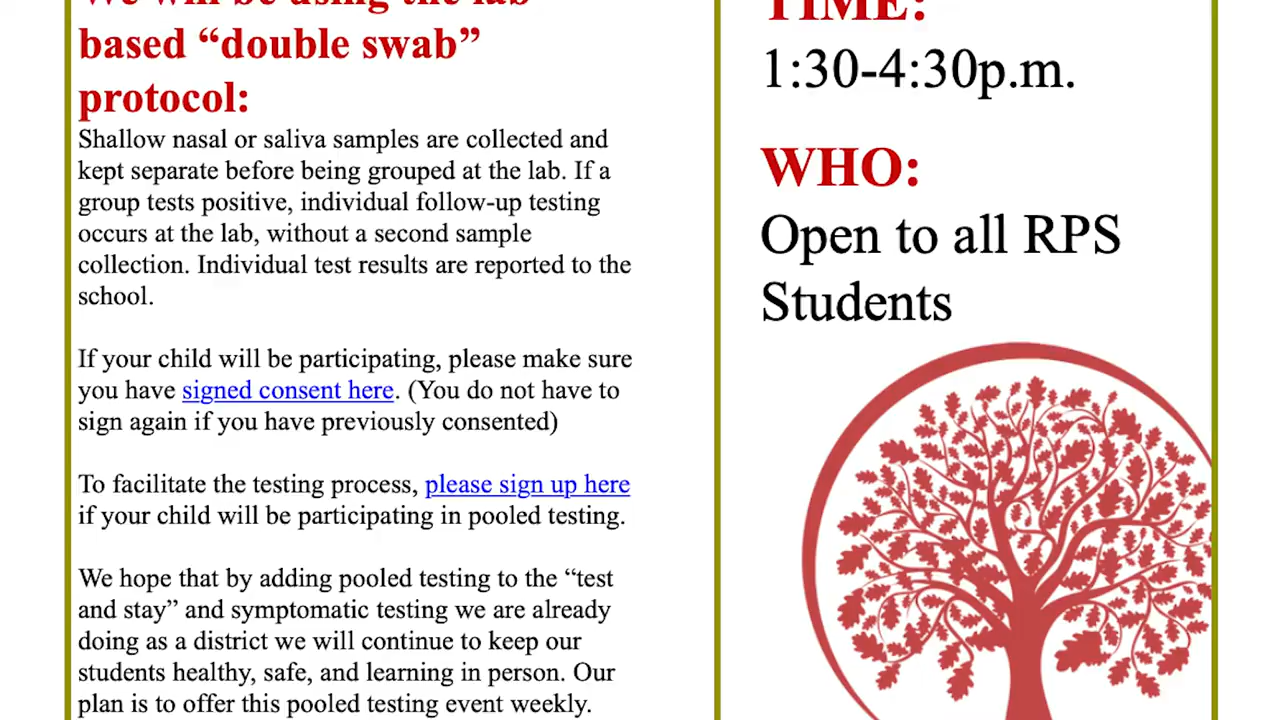 We will be using the lab
based “double swab”
protocol:
Shallow nasal or saliva samples are collected and
kept separate before being grouped at the lab. If a
group tests positive, individual follow-up testing
occurs at the lab, without a second sample
collection. Individual test results are reported to the
school.
If your child will be participating, please make sure
you have signed consent here. (You do not have to
sign again if you have previously consented)
To facilitate the testing process, please sign up here
if your child will be participating in pooled testing.
We hope that by adding pooled testing to the “test
and stay” and symptomatic testing we are already
doing as a district we will continue to keep our
students healthy, safe, and learning in person. Our
plan is to offer this pooled testing event weekly.
TIME:
1:30-4:30p.m.
WHO:
Open to all RPS
Students